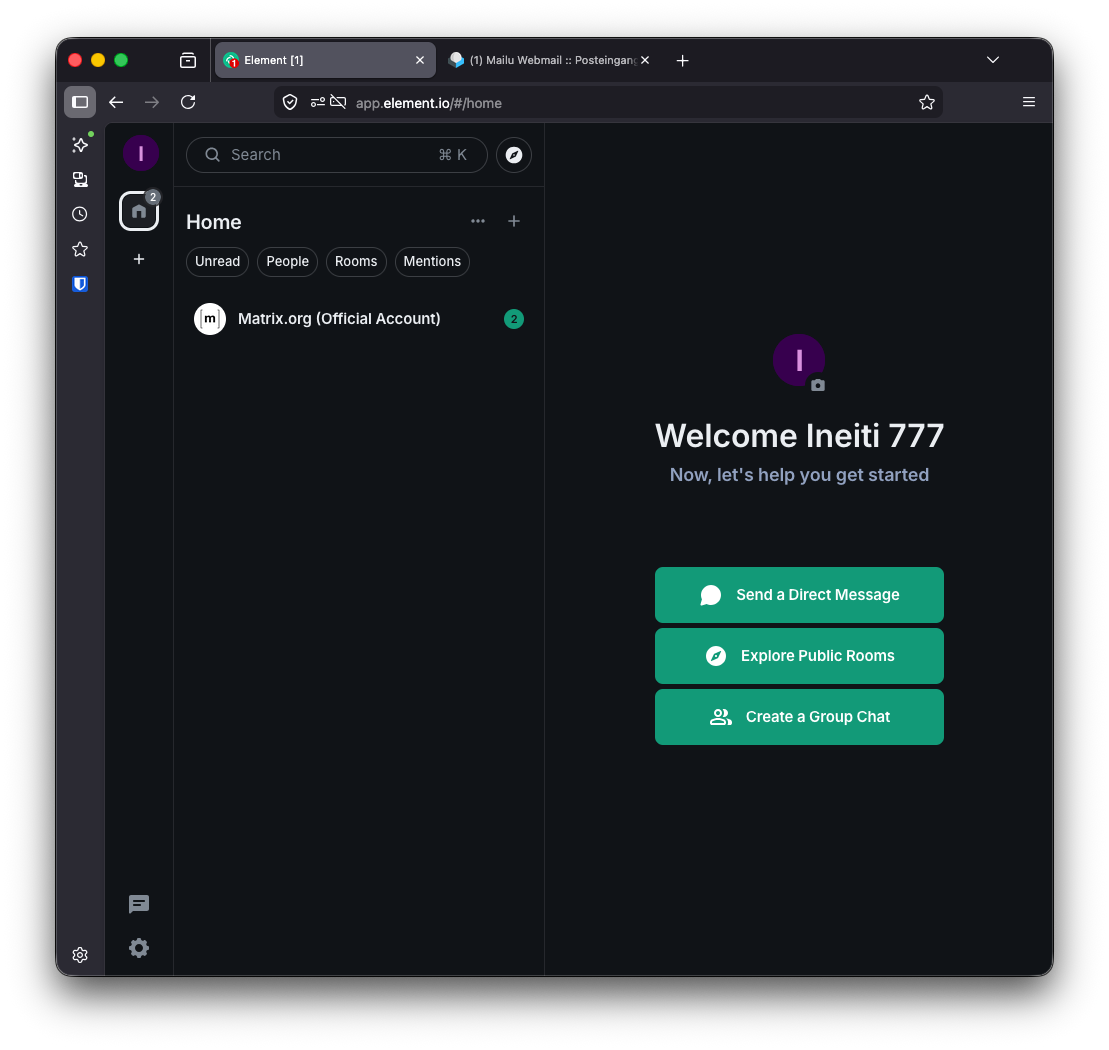 Element [1]
(1) Mailu Webmail :: Posteingang
app.element.io/#/home
I
Search ⌘ K
2
Home
Unread People Rooms Mentions
[m] Matrix.org (Official Account) 2
I
Welcome Ineiti 777
Now, let's help you get started
Send a Direct Message
Explore Public Rooms
Create a Group Chat